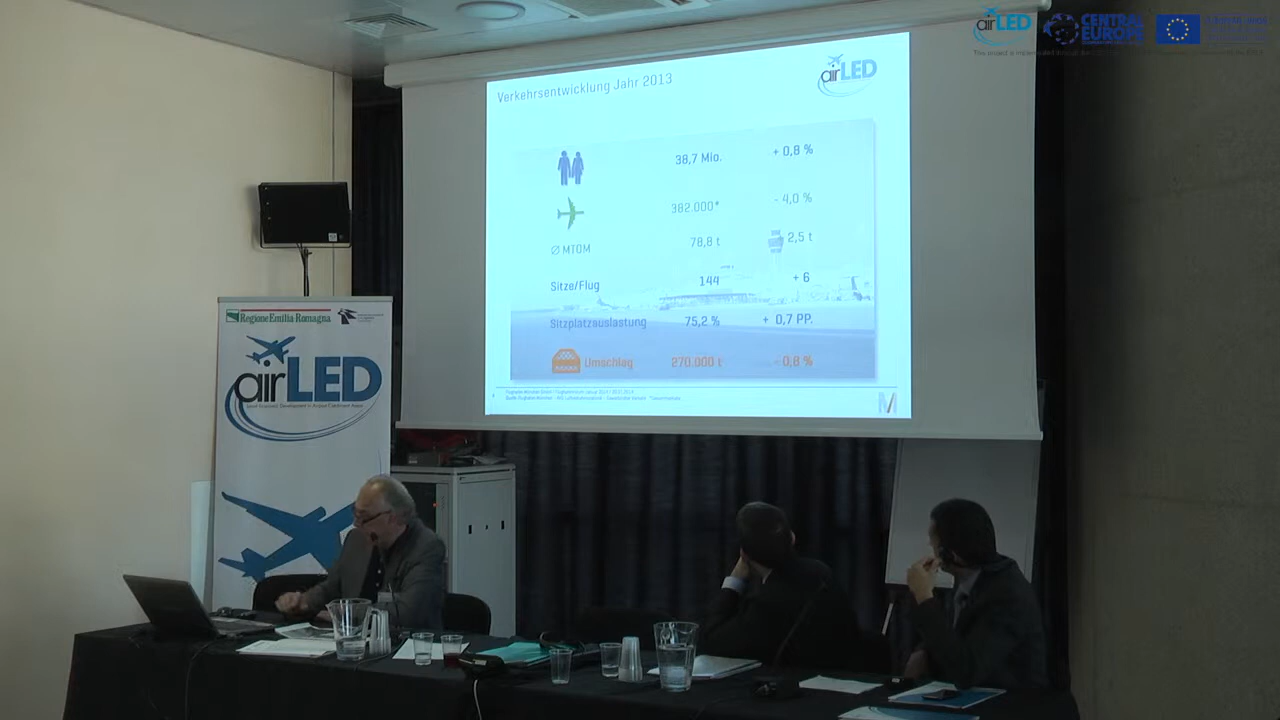 airLED
CENTRAL
EUROPE
Verkehrsentwicklung Jahr 2013
airLED
38,7 Mio.
+ 0,8 %
382.000*
- 4,0 %
Ø MTOM
78,8 t
2,5 t
Sitze/Flug
144
+ 6
Sitzplatzauslastung
75,2 %
+ 0,7 PP.
Umschlag
270.000 t
- 0,8 %
M
RegioneEmilia Romagna
airLED